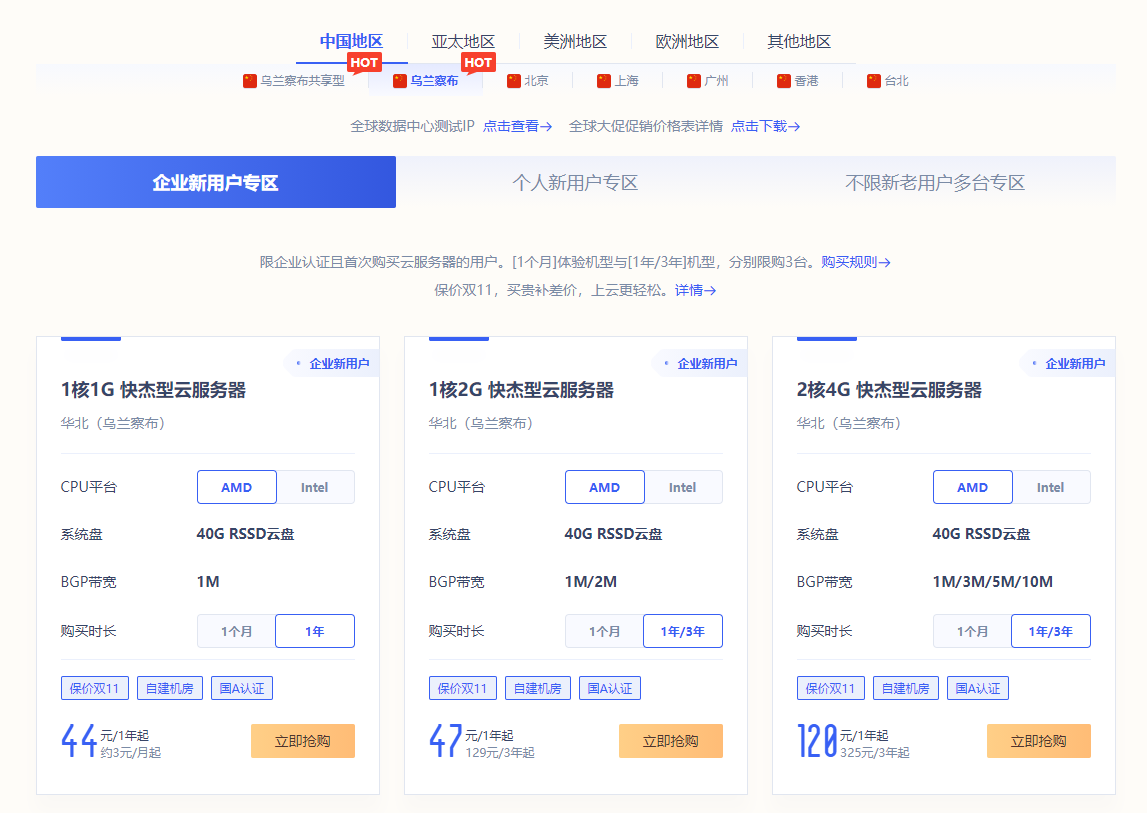 中国地区 亚太地区 美洲地区 欧洲地区 其他地区
HOT HOT
乌兰察布共享型 乌兰察布 北京 上海 广州 香港 台北
全球数据中心测试IP 点击查看→ 全球大促促销价格表详情 点击下载→
企业新用户专区 个人新用户专区 不限新老用户多台专区
限企业认证且首次购买云服务器的用户。[1个月]体验机型与[1年/3年]机型，分别限购3台。购买规则→
保价双11，买贵补差价，上云更轻松。详情→
企业新用户
1核1G 快杰型云服务器
华北（乌兰察布）
CPU平台 AMD Intel
系统盘 40G RSSD云盘
BGP带宽 1M
购买时长 1个月 1年
保价双11 自建机房 国A认证
44 元/1年起
约3元/月起
立即抢购
企业新用户
1核2G 快杰型云服务器
华北（乌兰察布）
CPU平台 AMD Intel
系统盘 40G RSSD云盘
BGP带宽 1M/2M
购买时长 1个月 1年/3年
保价双11 自建机房 国A认证
47 元/1年起
129元/3年起
立即抢购
企业新用户
2核4G 快杰型云服务器
华北（乌兰察布）
CPU平台 AMD Intel
系统盘 40G RSSD云盘
BGP带宽 1M/3M/5M/10M
购买时长 1个月 1年/3年
保价双11 自建机房 国A认证
120 元/1年起
325元/3年起
立即抢购